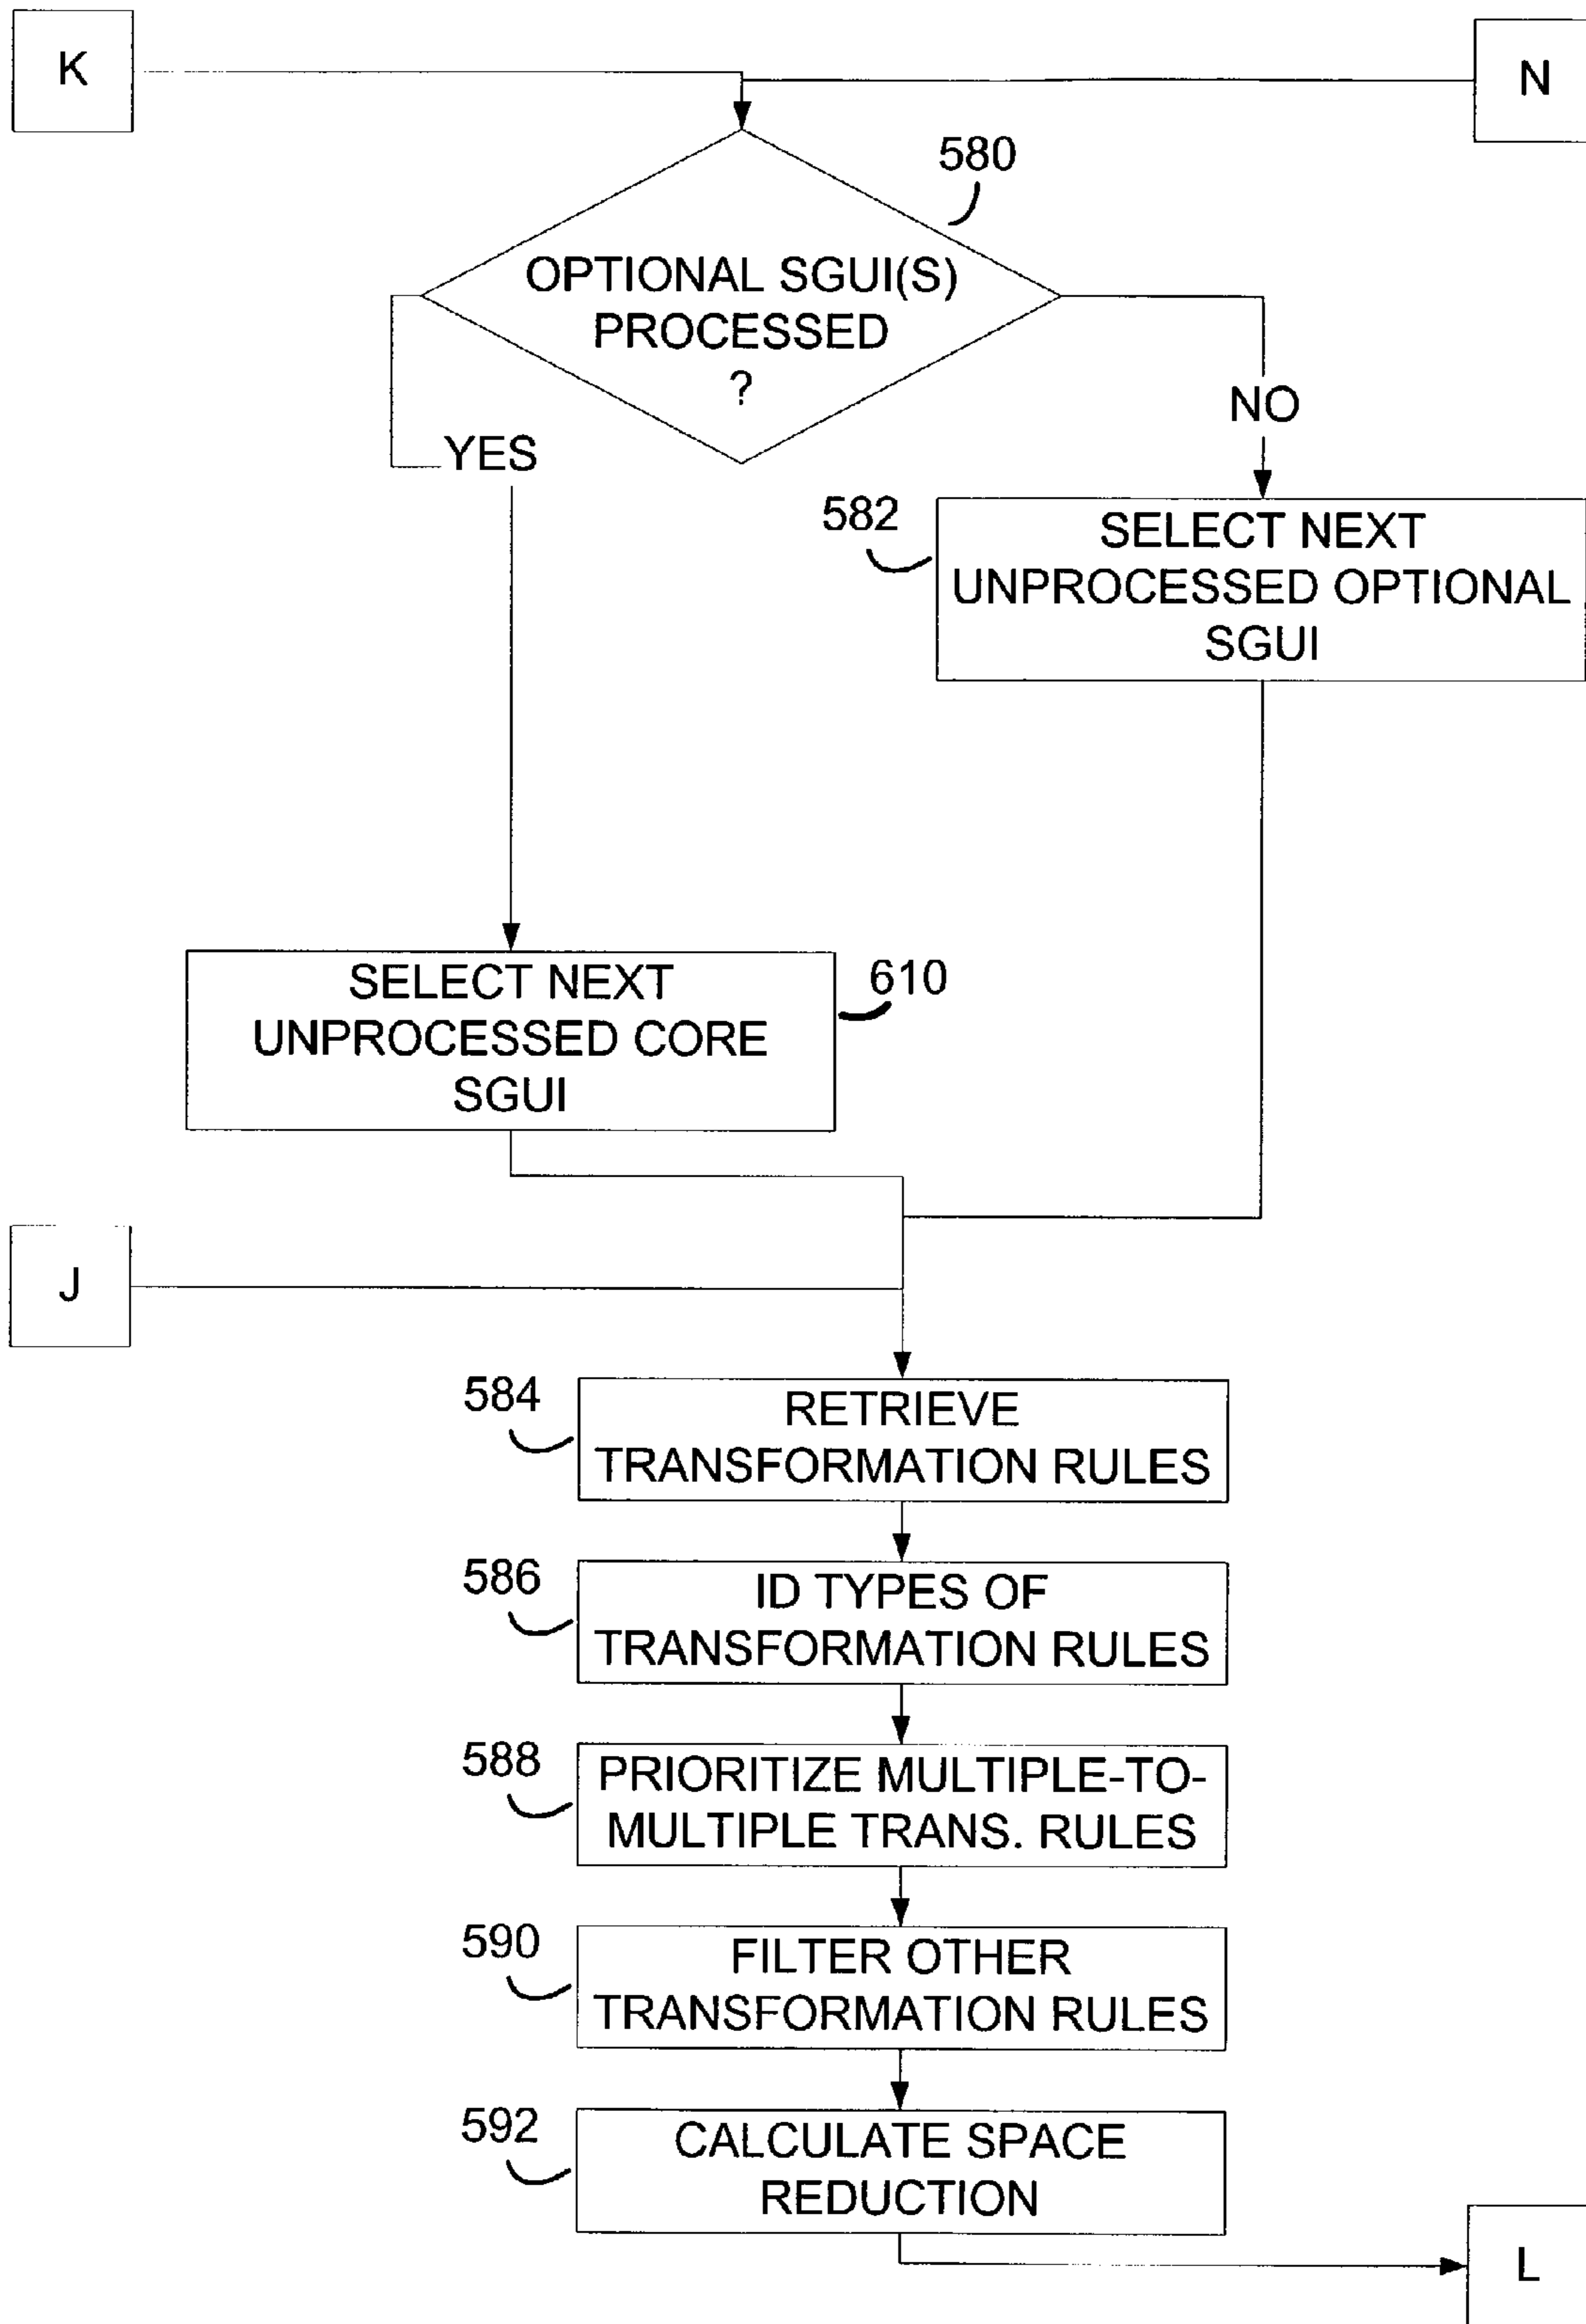 K
N
580
OPTIONAL SGUI(S)
PROCESSED
?
NO
YES
582
SELECT NEXT
UNPROCESSED OPTIONAL
SGUI
610
SELECT NEXT
UNPROCESSED CORE
SGUI
J
584
RETRIEVE
TRANSFORMATION RULES
586
ID TYPES OF
TRANSFORMATION RULES
588
PRIORITIZE MULTIPLE-TO-
MULTIPLE TRANS. RULES
590
FILTER OTHER
TRANSFORMATION RULES
592
CALCULATE SPACE
REDUCTION
L